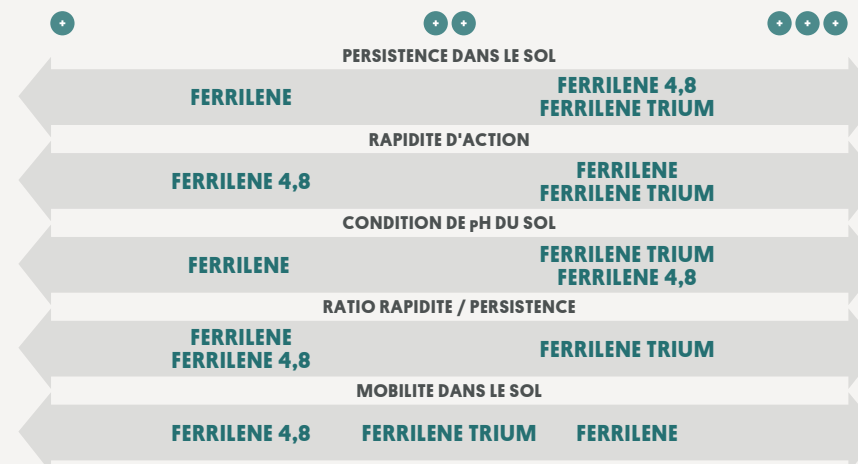 + + + + + +
PERSISTENCE DANS LE SOL
FERRILENE
FERRILENE 4,8
FERRILENE TRIUM
RAPIDITE D'ACTION
FERRILENE 4,8
FERRILENE
FERRILENE TRIUM
CONDITION DE pH DU SOL
FERRILENE
FERRILENE TRIUM
FERRILENE 4,8
RATIO RAPIDITE / PERSISTENCE
FERRILENE
FERRILENE 4,8
FERRILENE TRIUM
MOBILITE DANS LE SOL
FERRILENE 4,8 FERRILENE TRIUM FERRILENE